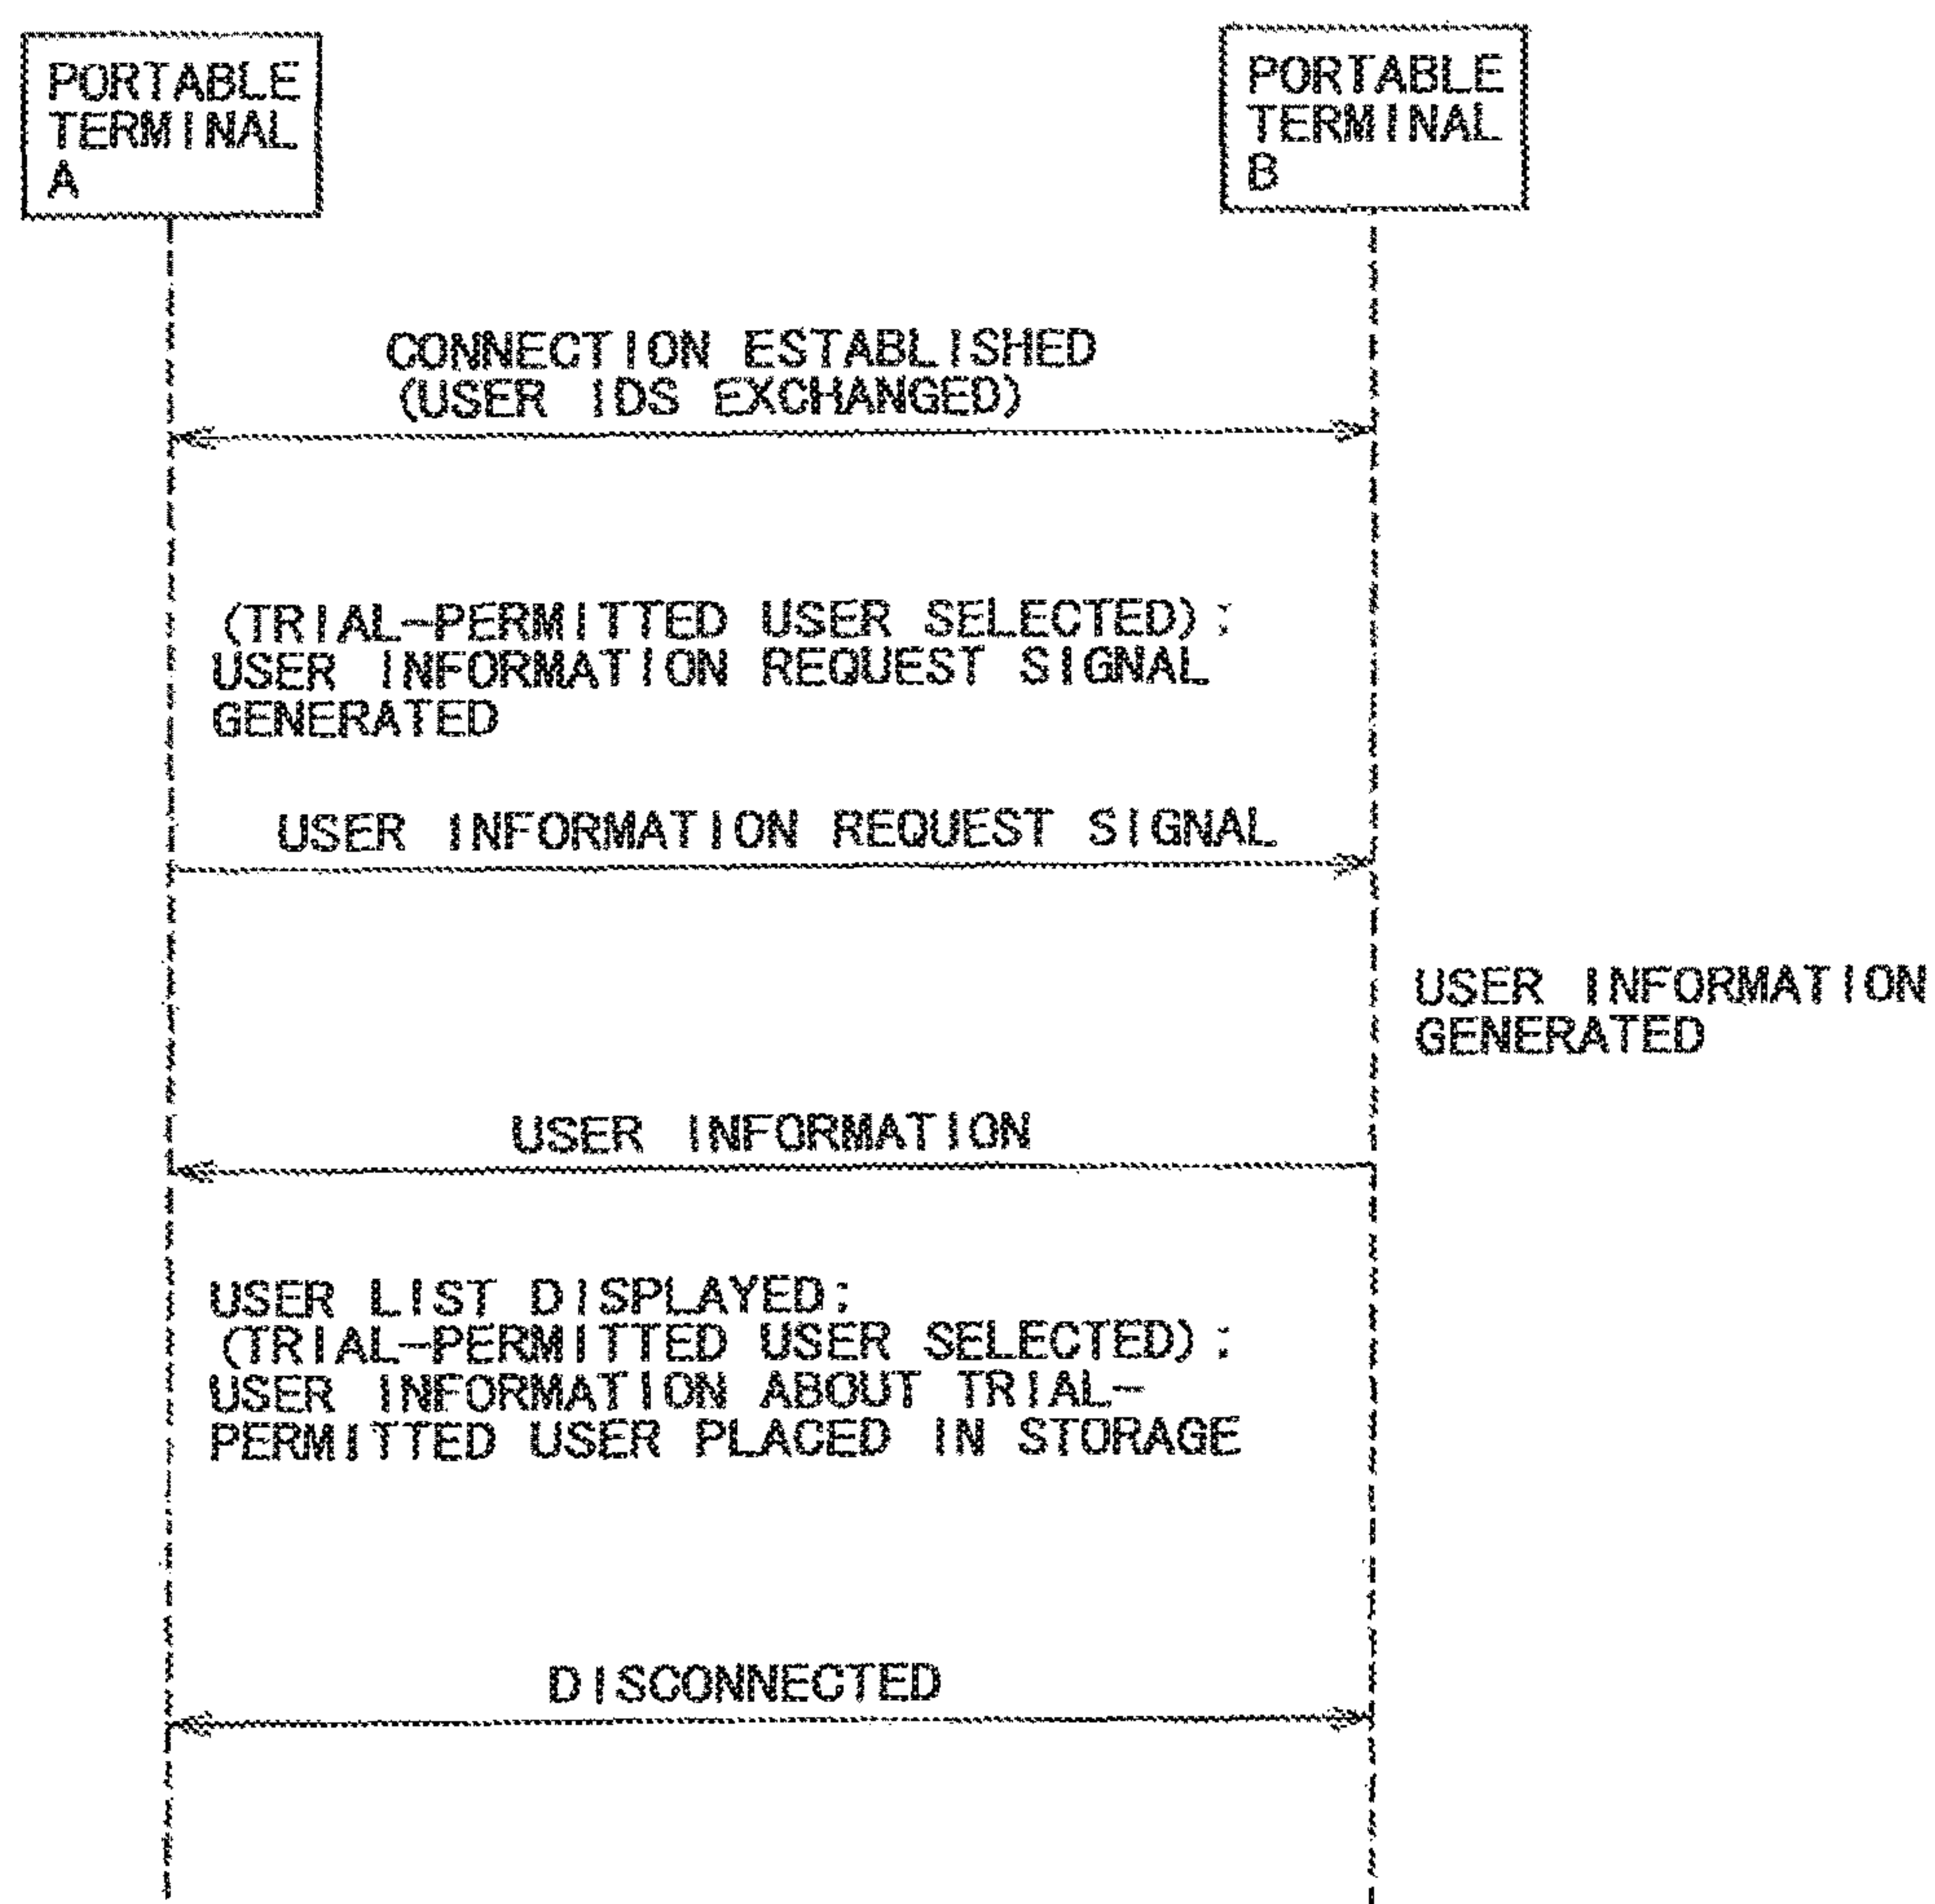 PORTABLE
TERMINAL
A
PORTABLE
TERMINAL
B
CONNECTION ESTABLISHED
(USER IDS EXCHANGED)
(TRIAL-PERMITTED USER SELECTED);
USER INFORMATION REQUEST SIGNAL
GENERATED
USER INFORMATION REQUEST SIGNAL
USER INFORMATION
GENERATED
USER INFORMATION
USER LIST DISPLAYED;
(TRIAL-PERMITTED USER SELECTED);
USER INFORMATION ABOUT TRIAL-
PERMITTED USER PLACED IN STORAGE
DISCONNECTED